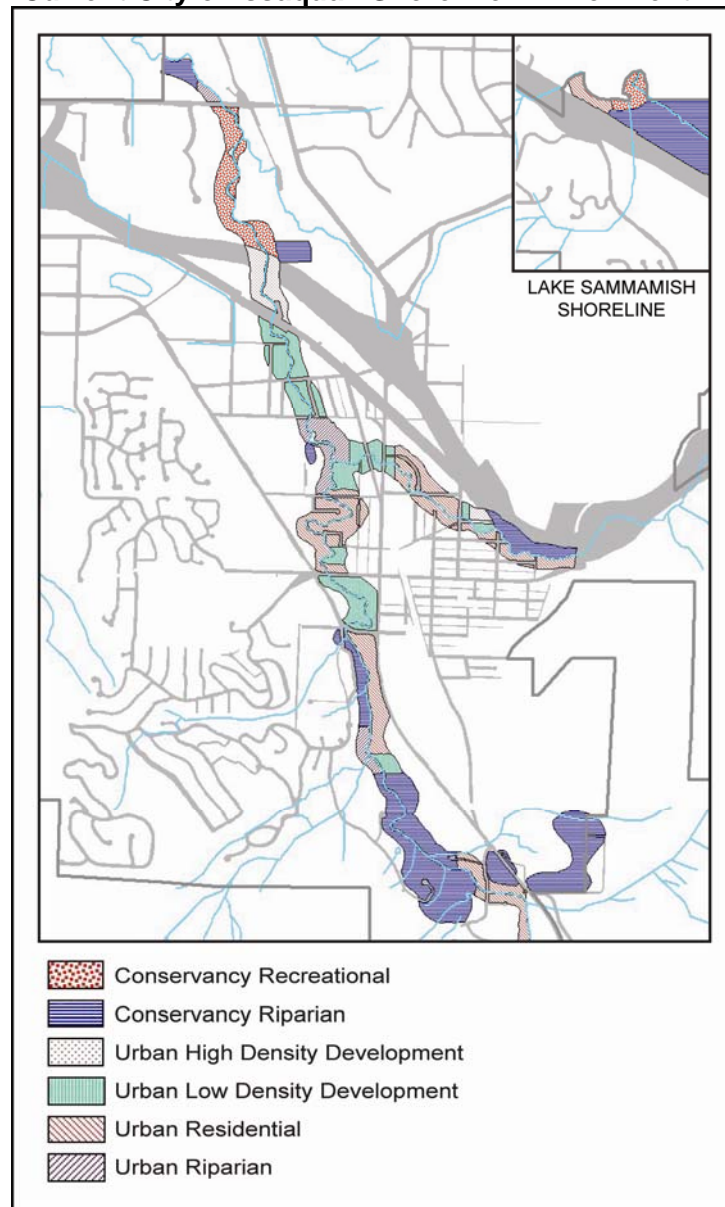 LAKE SAMMAMISH
SHORELINE
Conservancy Recreational
Conservancy Riparian
Urban High Density Development
Urban Low Density Development
Urban Residential
Urban Riparian